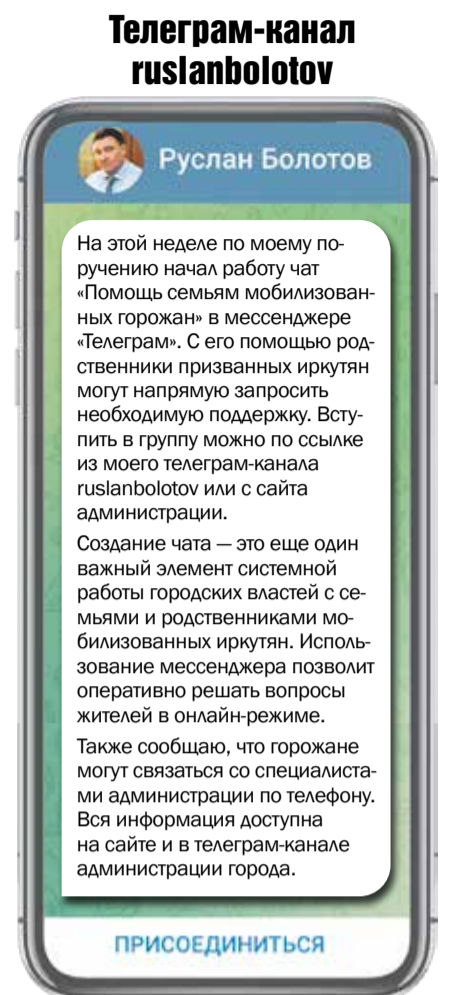 Телеграм-канал
ruslanbolotov
Руслан Болотов
На этой неделе по моему по-
ручению начал работу чат
«Помощь семьям мобилизован-
ных горожан» в мессенджере
«Телеграм». С его помощью род-
ственники призванных иркутян
могут напрямую запросить
необходимую поддержку. Всту-
пить в группу можно по ссылке
из моего телеграм-канала
ruslanbolotov или с сайта
администрации.
Создание чата — это еще один
важный элемент системной
работы городских властей с се-
мьями и родственниками мо-
билизованных иркутян. Исполь-
зование мессенджера позволит
оперативно решать вопросы
жителей в онлайн-режиме.
Также сообщаю, что горожане
могут связаться со специалиста-
ми администрации по телефону.
Вся информация доступна
на сайте и в телеграм-канале
администрации города.
ПРИСОЕДИНИТЬСЯ